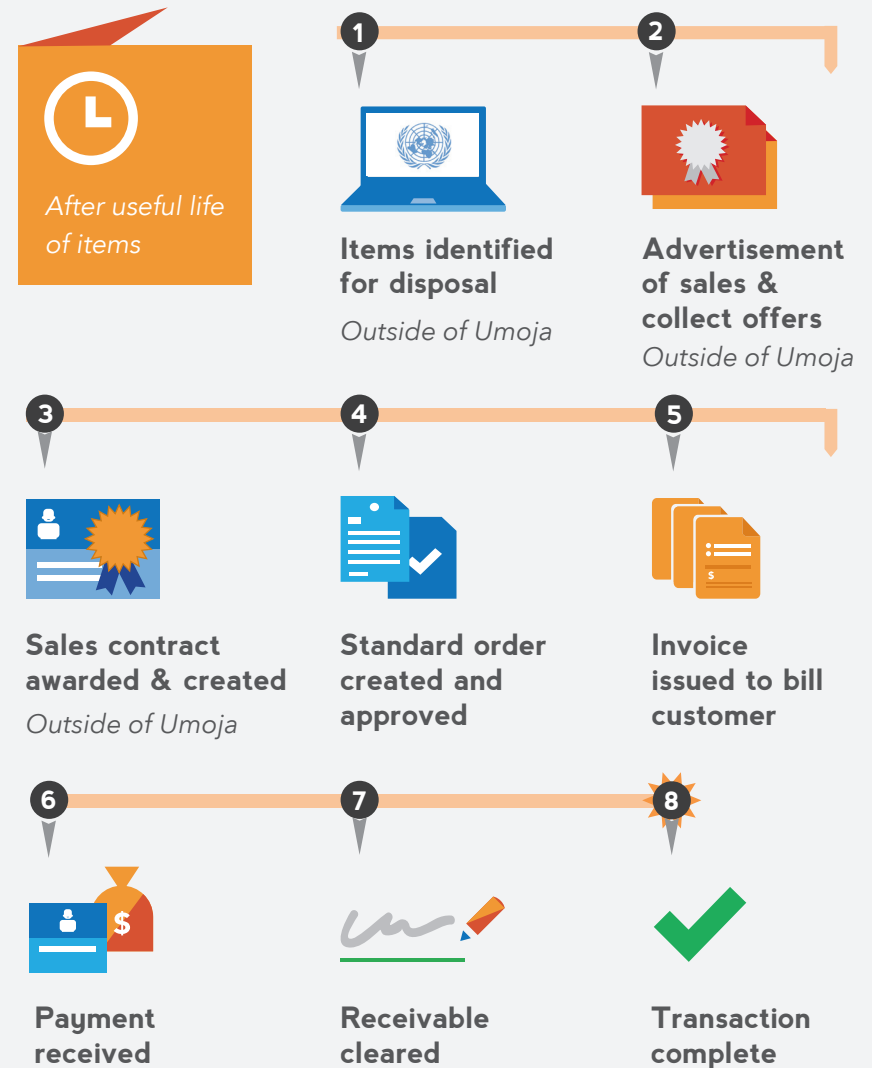 After useful life
of items
1
2
Items identified
for disposal
Outside of Umoja
Advertisement
of sales &
collect offers
Outside of Umoja
3
4
5
Sales contract
awarded & created
Outside of Umoja
Standard order
created and
approved
$
Invoice
issued to bill
customer
6
7
8
$
Payment
received
Receivable
cleared
Transaction
complete